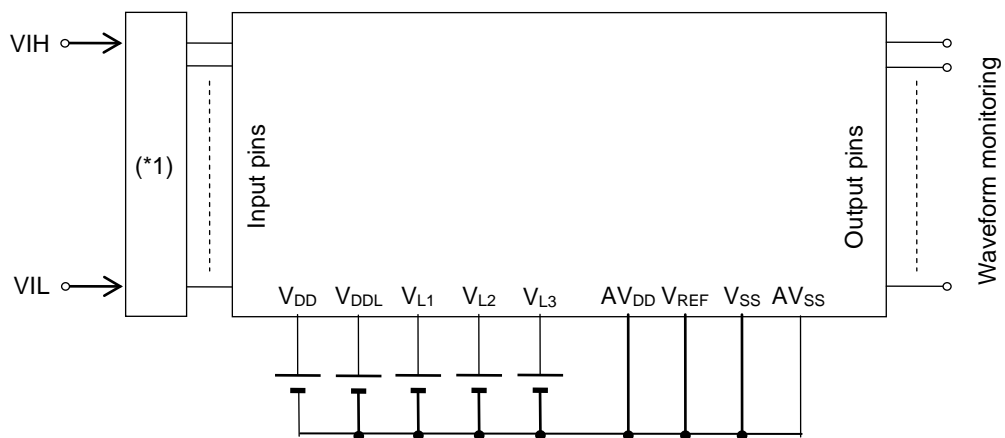 VIH
(*1)
VIL
Input pins
Output pins
Waveform monitoring
VDD VDDL VL1 VL2 VL3 AVDD VREF VSS AVSS